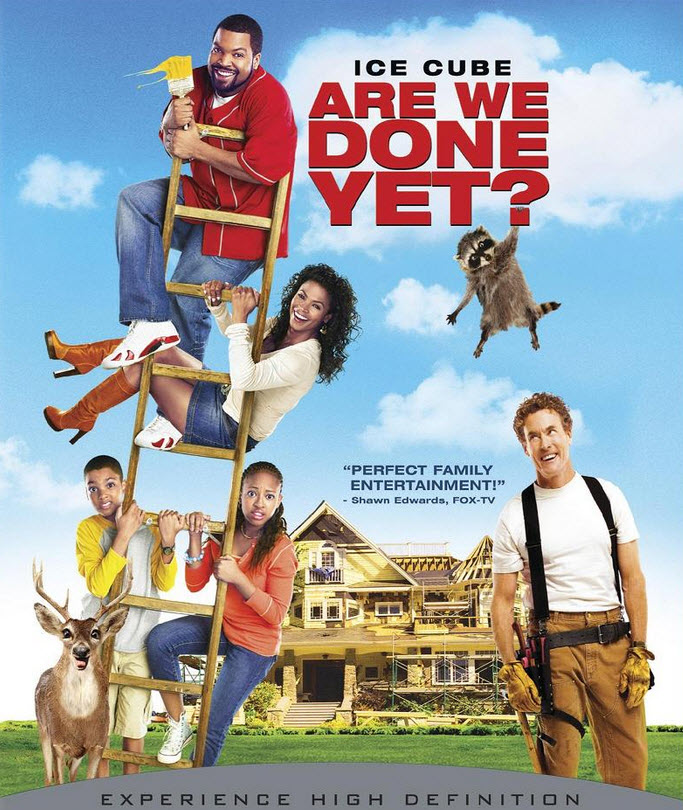 ICE CUBE
ARE WE
DONE
YET?
“PERFECT FAMILY
ENTERTAINMENT!”
- Shawn Edwards, FOX-TV
EXPERIENCE HIGH DEFINITION